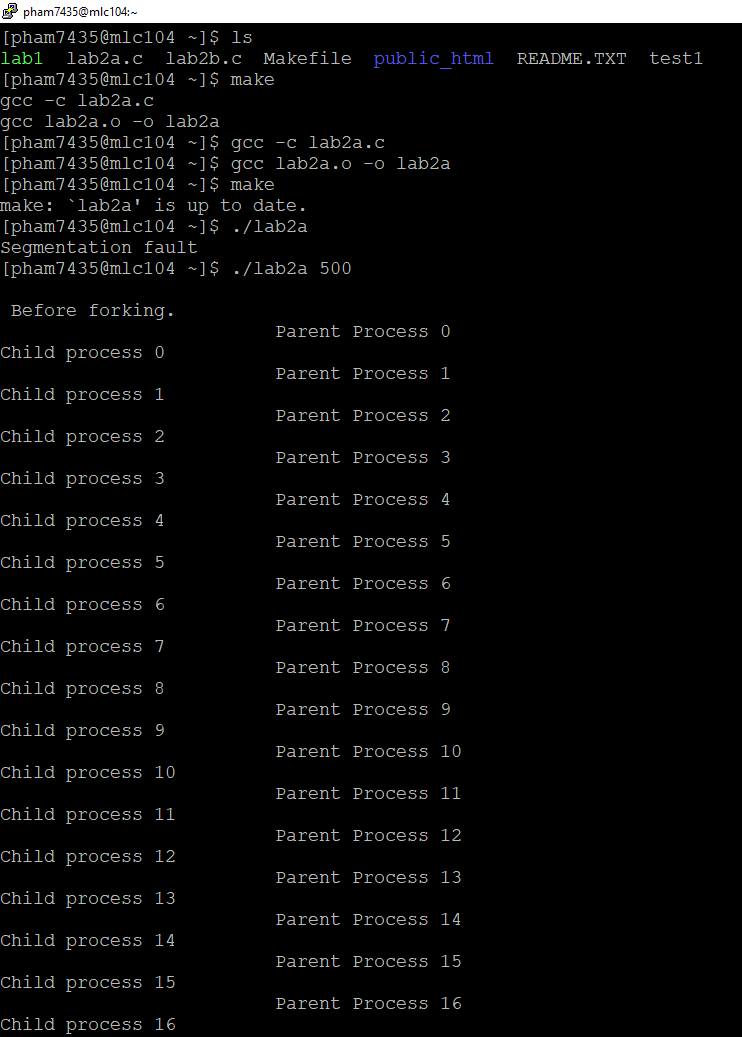 pham7435@mlc104:~
[pham7435@mlc104 ~]$ ls
lab1  lab2a.c  lab2b.c  Makefile  public_html  README.TXT  test1
[pham7435@mlc104 ~]$ make
gcc -c lab2a.c
gcc lab2a.o -o lab2a
[pham7435@mlc104 ~]$ gcc -c lab2a.c
[pham7435@mlc104 ~]$ gcc lab2a.o -o lab2a
[pham7435@mlc104 ~]$ make
make: `lab2a' is up to date.
[pham7435@mlc104 ~]$ ./lab2a
Segmentation fault
[pham7435@mlc104 ~]$ ./lab2a 500
Before forking.
Parent Process 0
Child process 0
Parent Process 1
Child process 1
Parent Process 2
Child process 2
Parent Process 3
Child process 3
Parent Process 4
Child process 4
Parent Process 5
Child process 5
Parent Process 6
Child process 6
Parent Process 7
Child process 7
Parent Process 8
Child process 8
Parent Process 9
Child process 9
Parent Process 10
Child process 10
Parent Process 11
Child process 11
Parent Process 12
Child process 12
Parent Process 13
Child process 13
Parent Process 14
Child process 14
Parent Process 15
Child process 15
Parent Process 16
Child process 16